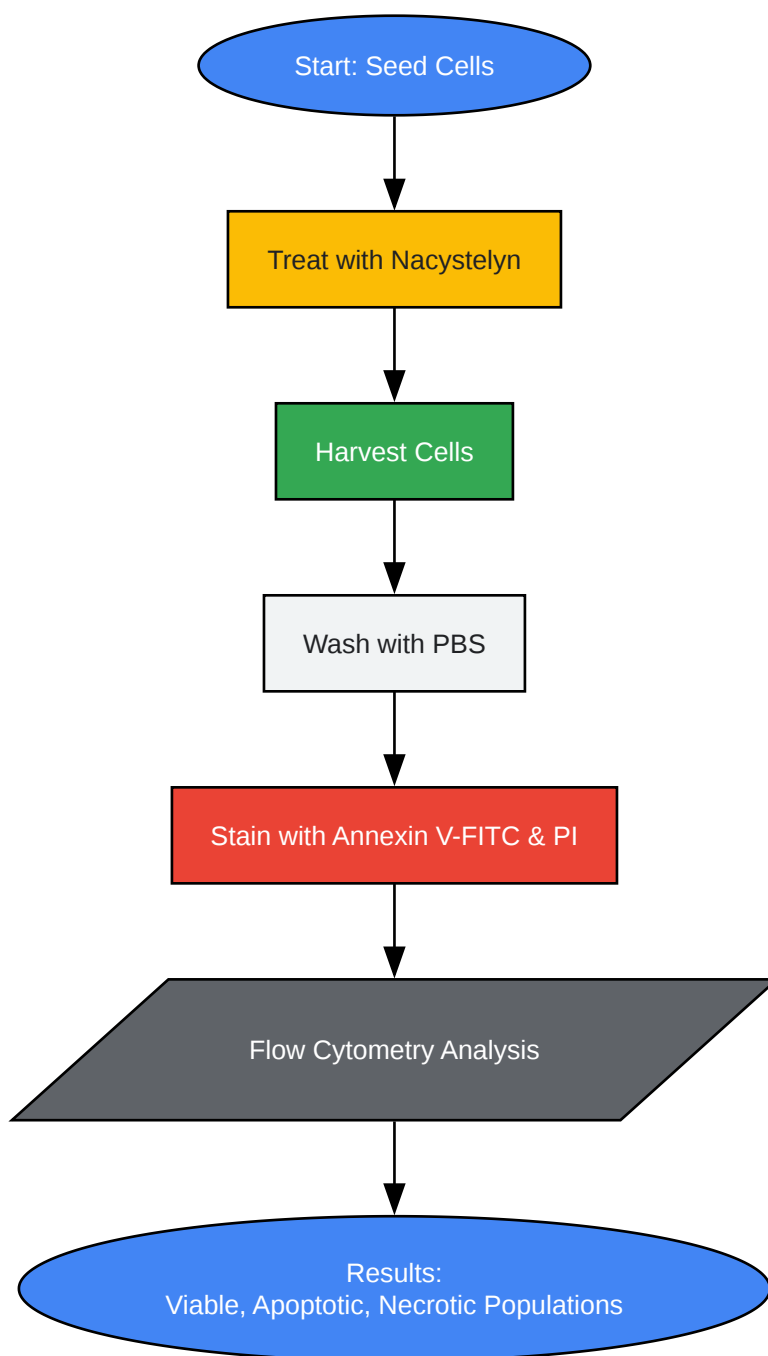 Start: Seed Cells
Treat with Nacystelyn
Harvest Cells
Wash with PBS
Stain with Annexin V-FITC & PI
Flow Cytometry Analysis
Results:
Viable, Apoptotic, Necrotic Populations